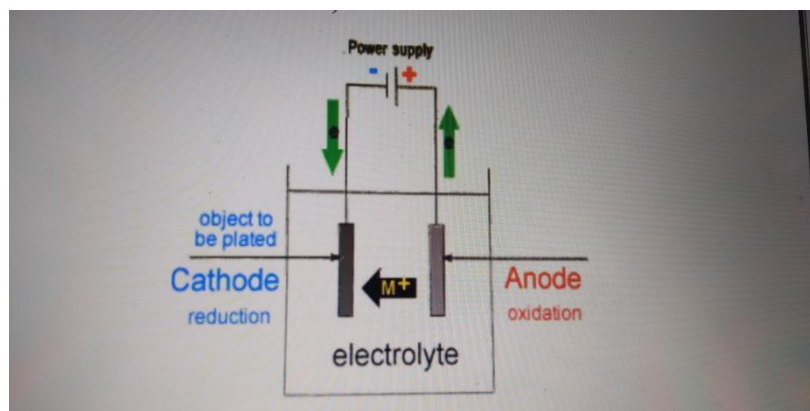 Power supply
- +
e
e
object to
be plated
Cathode
reduction
M+
Anode
oxidation
electrolyte